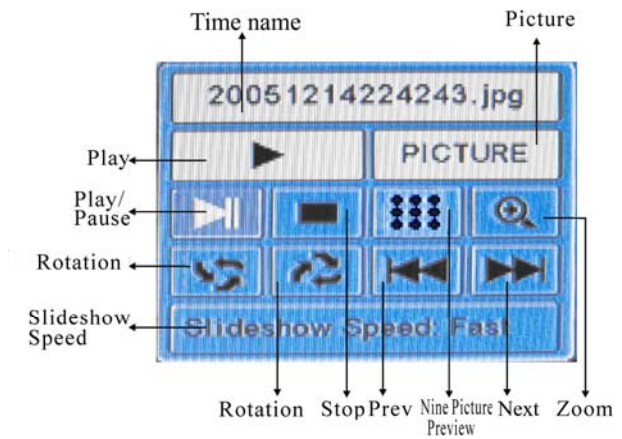 Time name
Picture
20051214224243.jpg
Play
PICTURE
Play/
Pause
Rotation
Slideshow
Speed
Slideshow Speed: Fast
Rotation
Stop
Prev
Nine Picture
Preview
Next
Zoom